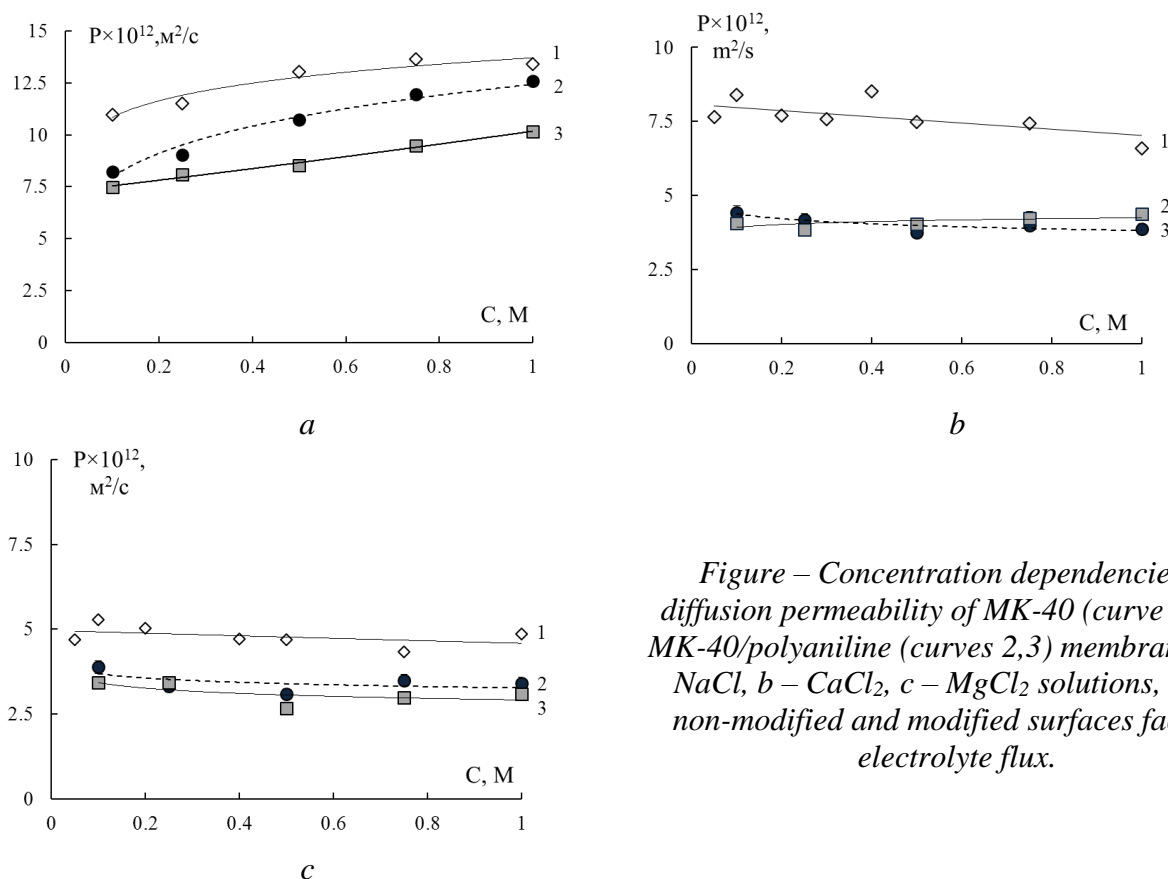 P×10¹²,м²/с
15
12.5
10
7.5
5
2.5
0
0
0.2
0.4
0.6
0.8
1
C, M
1
2
3
a
P×10¹²,
m²/s
10
7.5
5
2.5
0
0
0.2
0.4
0.6
0.8
1
C, M
1
2
3
b
P×10¹²,
м²/с
10
7.5
5
2.5
0
0
0.2
0.4
0.6
0.8
1
C, M
1
2
3
c
Figure – Concentration
diffusion permeability of MK-40 (curve
MK-40/polyaniline (curves 2,3)
NaCl, b – CaCl₂, c – MgCl₂ solutions,
non-modified and modified surfaces
electrolyte flux.